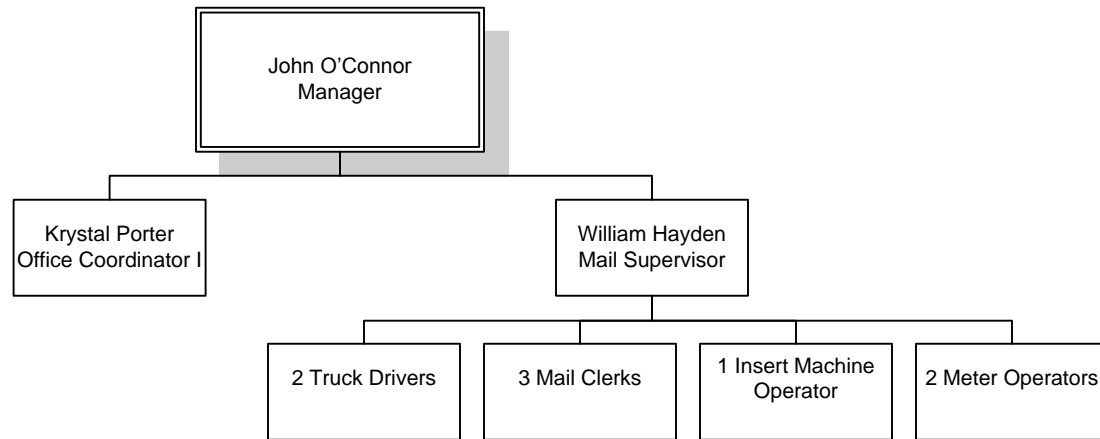 John O’Connor
Manager
Krystal Porter
Office Coordinator I
William Hayden
Mail Supervisor
2 Truck Drivers
3 Mail Clerks
1 Insert Machine
Operator
2 Meter Operators